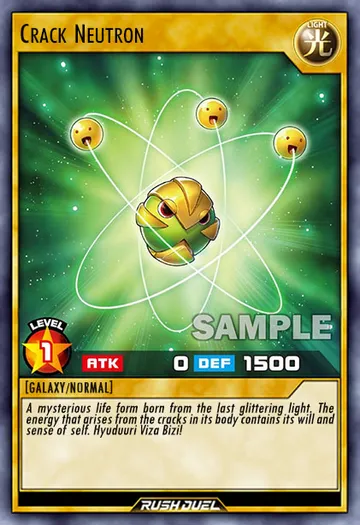 Crack Neutron
LIGHT
光
SAMPLE
LEVEL
1
ATK 0 DEF 1500
[GALAXY/NORMAL]
A mysterious life form born from the last glittering light. The
energy that arises from the cracks in its body contains its will and
sense of self. Hyuduuri Viza Bizi!
RUSH DUEL